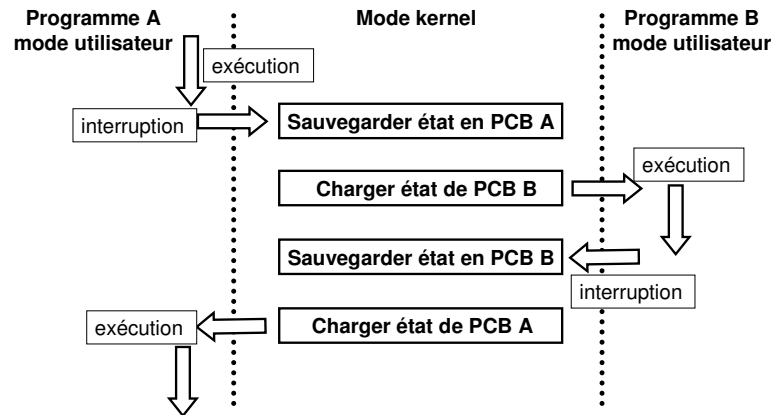 Programme A
mode utilisateur
Mode kernel
Programme B
mode utilisateur
exécution
interruption
Sauvegarder état en PCB A
exécution
Charger état de PCB B
Sauvegarder état en PCB B
interruption
exécution
Charger état de PCB A